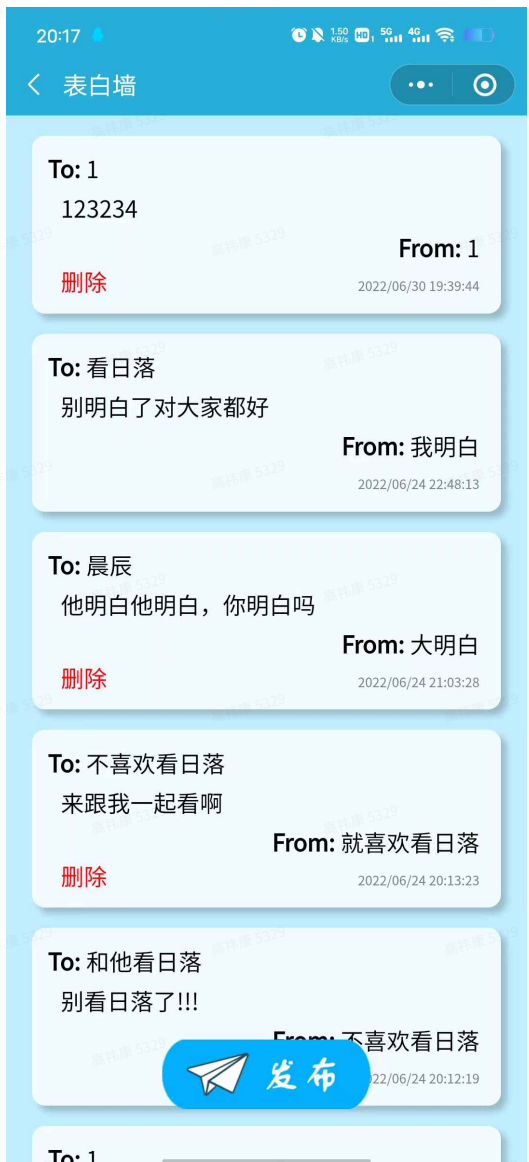 20:17
1.50 KB/s HD 1 5G 4G
表白墙
To: 1
123234
From: 1
删除
2022/06/30 19:39:44
To: 看日落
别明白了对大家都好
From: 我明白
2022/06/24 22:48:13
To: 晨辰
他明白他明白，你明白吗
From: 大明白
删除
2022/06/24 21:03:28
To: 不喜欢看日落
来跟我一起看啊
From: 就喜欢看日落
删除
2022/06/24 20:13:23
To: 和他看日落
别看日落了!!!
From: 不喜欢看日落
发布
22/06/24 20:12:19
To: 1